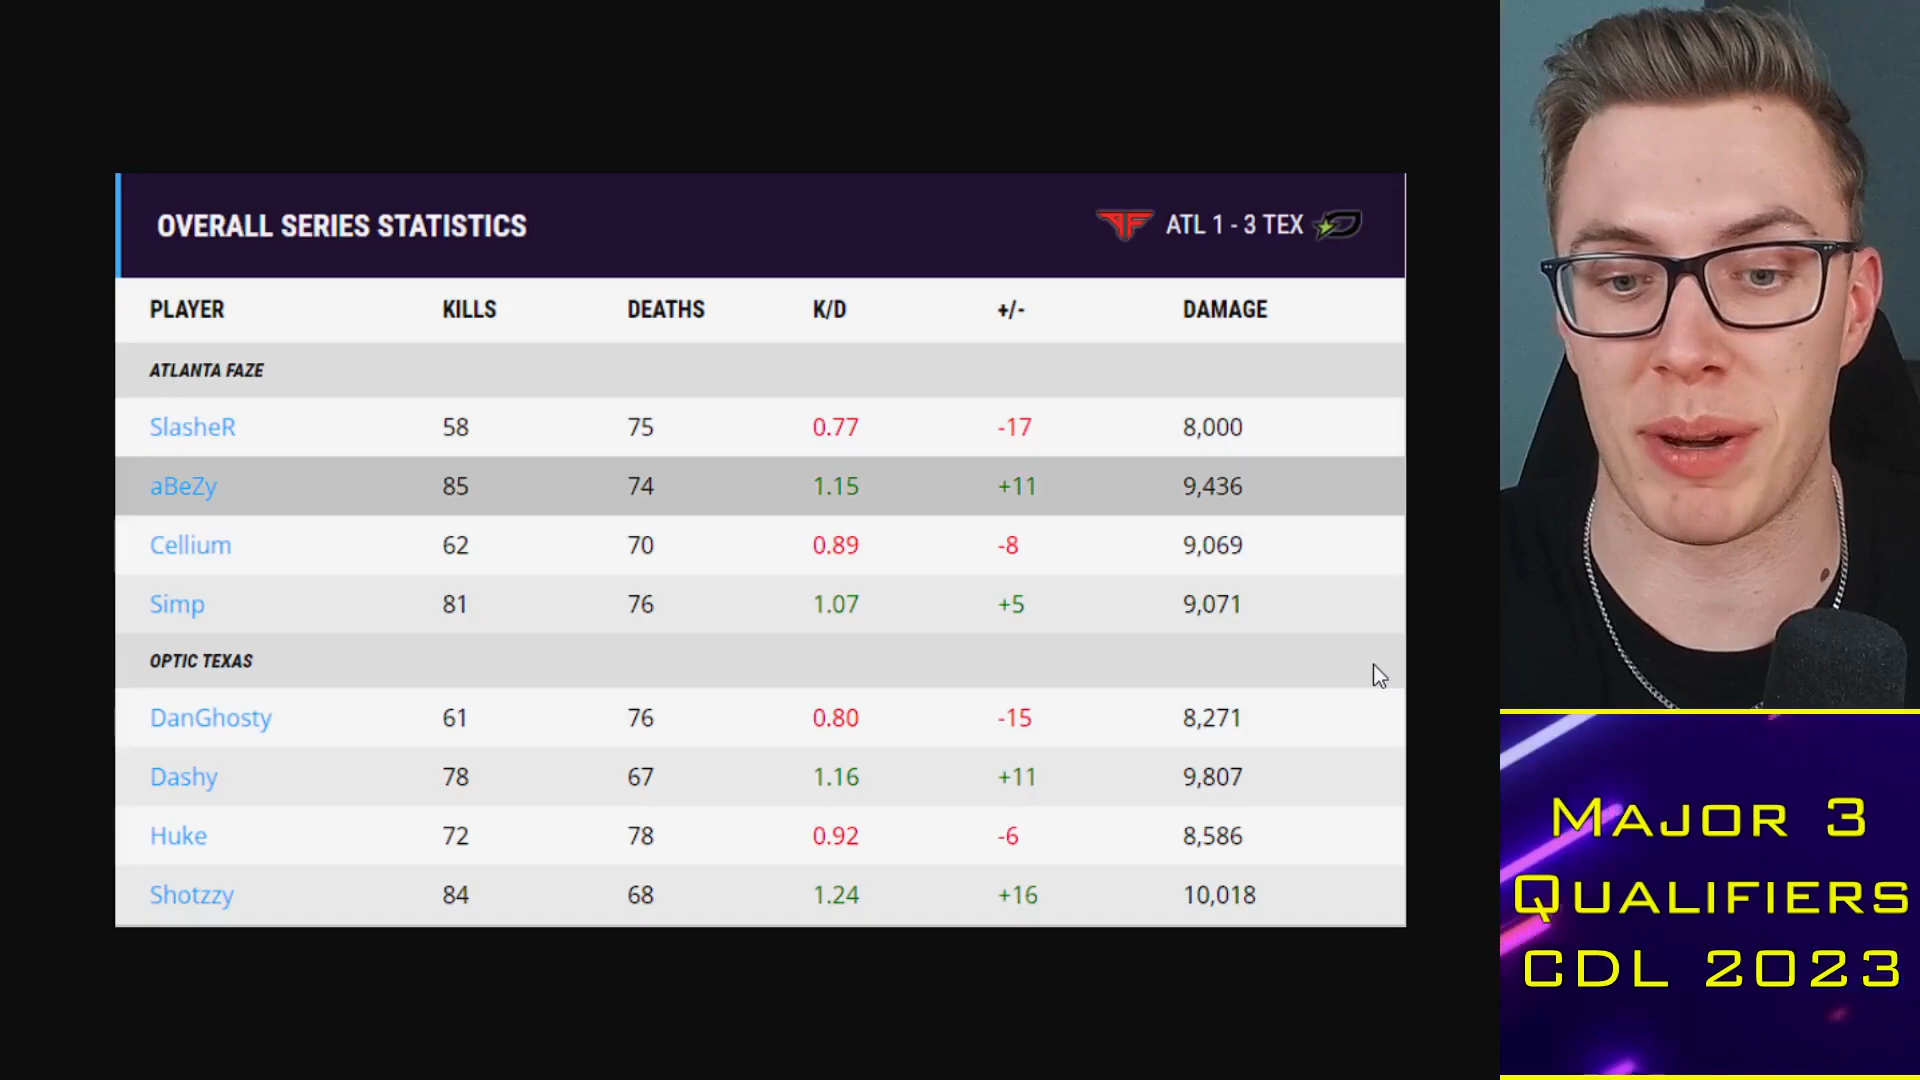 OVERALL SERIES STATISTICS ATL 1 - 3 TEX
PLAYER KILLS DEATHS K/D +/- DAMAGE
ATLANTA FAZE
SlasheR 58 75 0.77 -17 8,000
aBeZy 85 74 1.15 +11 9,436
Cellium 62 70 0.89 -8 9,069
Simp 81 76 1.07 +5 9,071
OPTIC TEXAS
DanGhosty 61 76 0.80 -15 8,271
Dashy 78 67 1.16 +11 9,807
Huke 72 78 0.92 -6 8,586
Shotzzy 84 68 1.24 +16 10,018
MAJOR 3
QUALIFIERS
CDL 2023